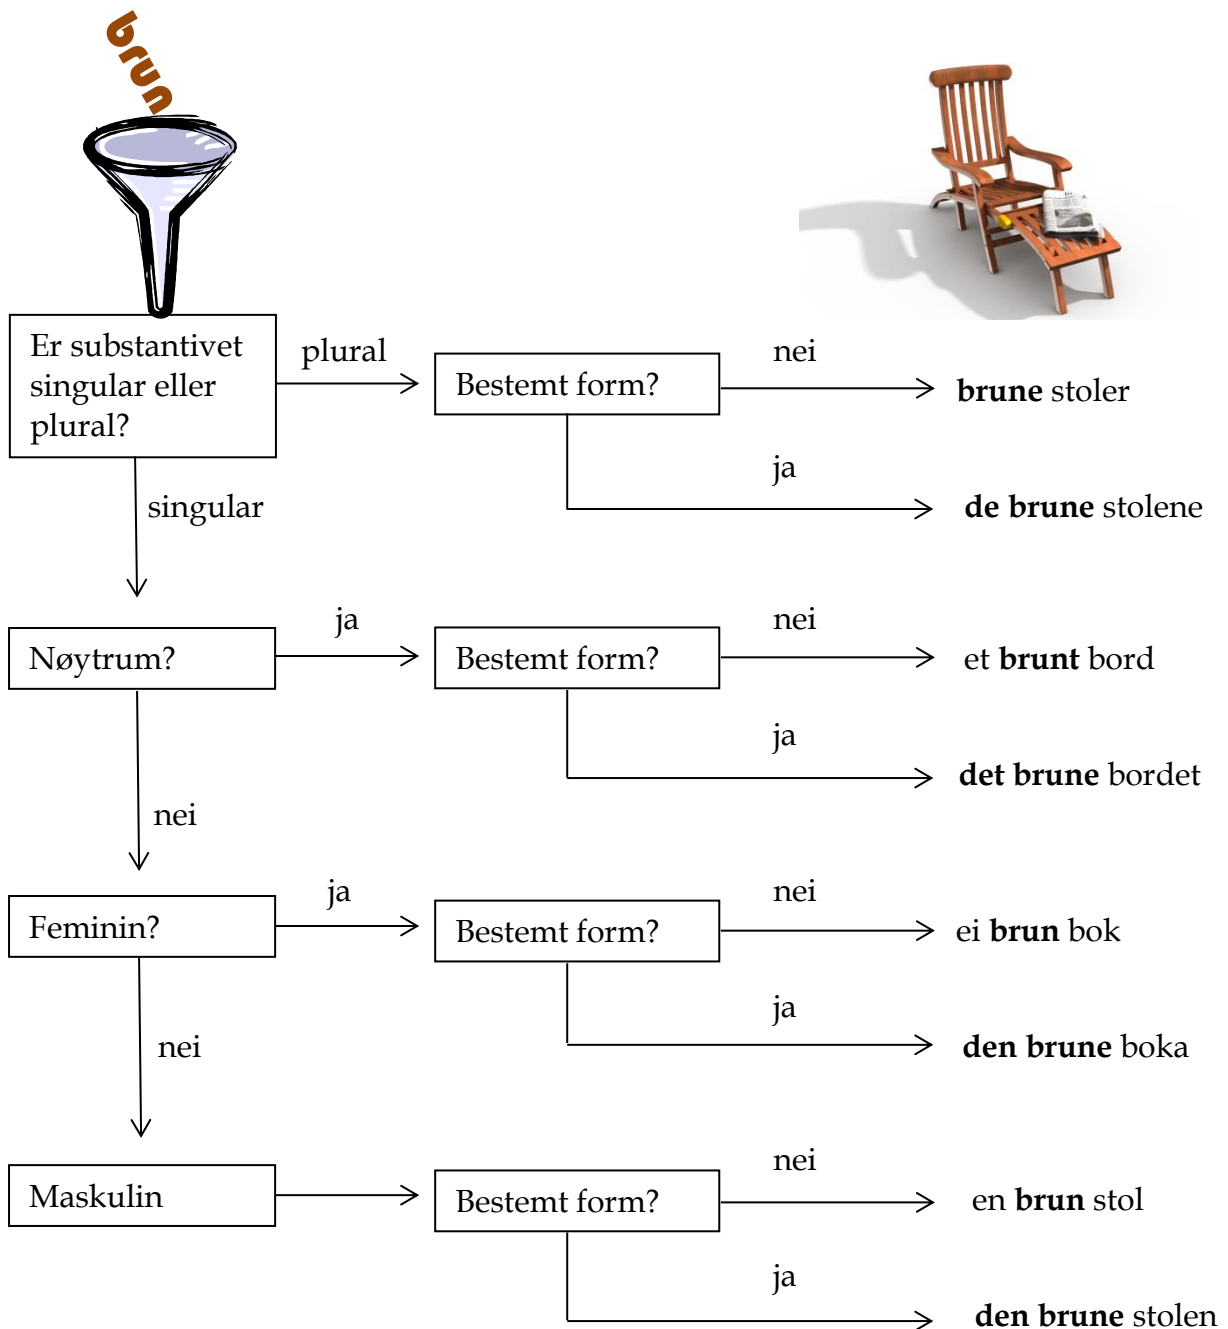 brun
Er substantivet
singular eller
plural?
plural
Bestemt form?
nei
brune stoler
ja
de brune stolene
singular
Nøytrum?
ja
Bestemt form?
nei
et brunt bord
ja
det brune bordet
nei
Feminin?
ja
Bestemt form?
nei
ei brun bok
ja
den brune boka
nei
Maskulin
Bestemt form?
nei
en brun stol
ja
den brune stolen